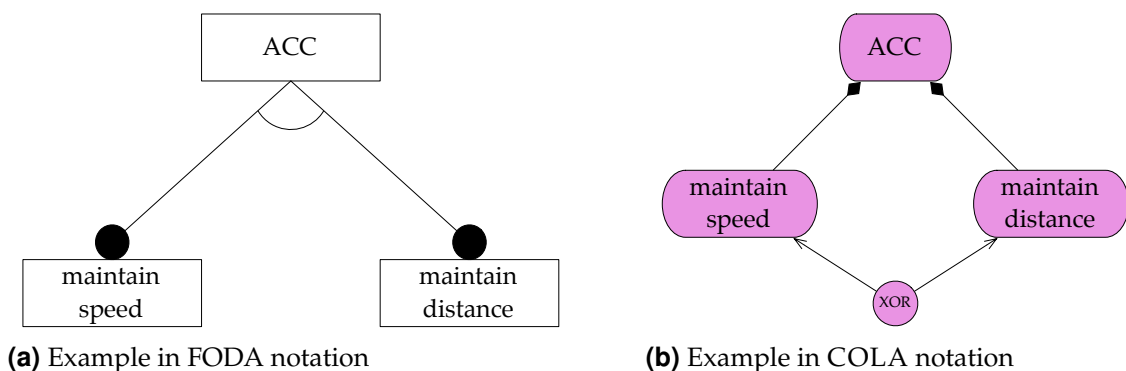 ACC
maintain
speed
maintain
distance
(a) Example in FODA notation
ACC
maintain
speed
maintain
distance
XOR
(b) Example in COLA notation